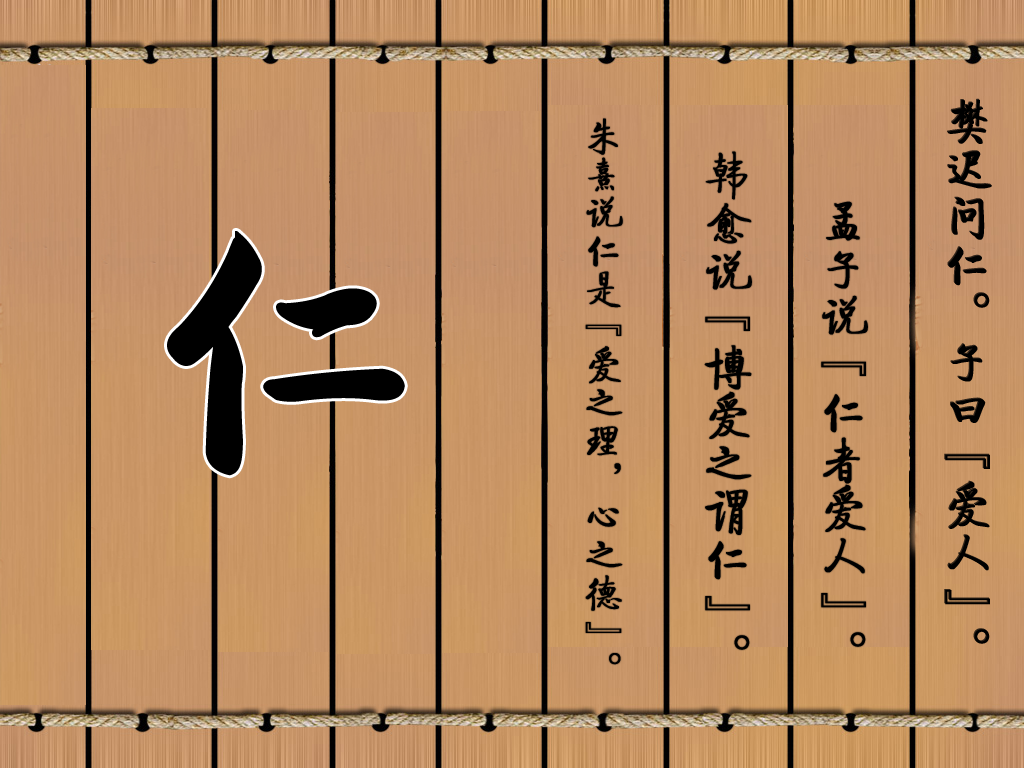 樊迟问仁。子曰『爱人』。
孟子说『仁者爱人』。
韩愈说『博爱之谓仁』。
朱熹说仁是『爱之理，心之德』。
仁